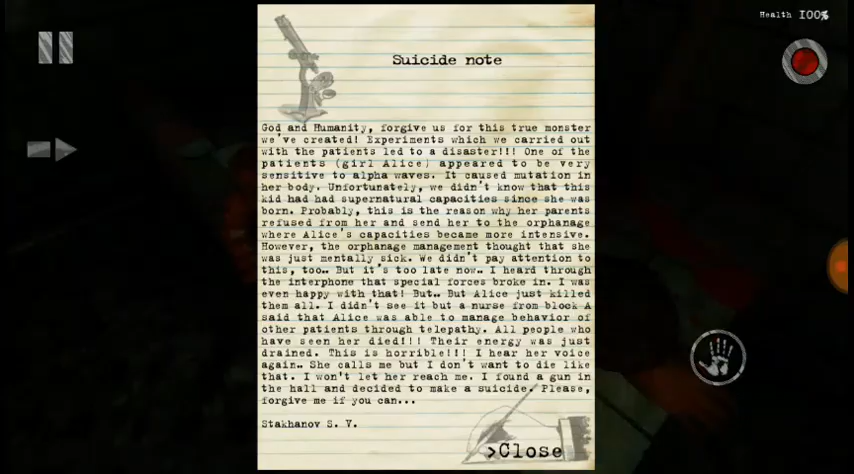 Health 100%
Suicide note
God and Humanity, forgive us for this true monster
we've created! Experiments which we carried out
with the patients led to a disaster!!! One of the
patients (girl Alice) appeared to be very
sensitive to alpha waves. It caused mutation in
her body. Unfortunately, we didn't know that this
kid had had supernatural capacities since she was
born. Probably, this is the reason why her parents
refused from her and send her to the orphanage
where Alice's capacities became more intensive.
However, the orphanage management thought that she
was just mentally sick. We didn't pay attention to
this, too.. But it's too late now.. I heard through
the interphone that special forces broke in. I was
even happy with that! But.. But Alice just killed
them all. I didn't see it but a nurse from block A
said that Alice was able to manage behavior of
other patients through telepathy. All people who
have seen her died!!! Their energy was just
drained. This is horrible!!! I hear her voice
again.. She calls me but I don't want to die like
that. I won't let her reach me. I found a gun in
the hall and decided to make a suicide. Please,
forgive me if you can...
Stakhanov S. V.
>Close